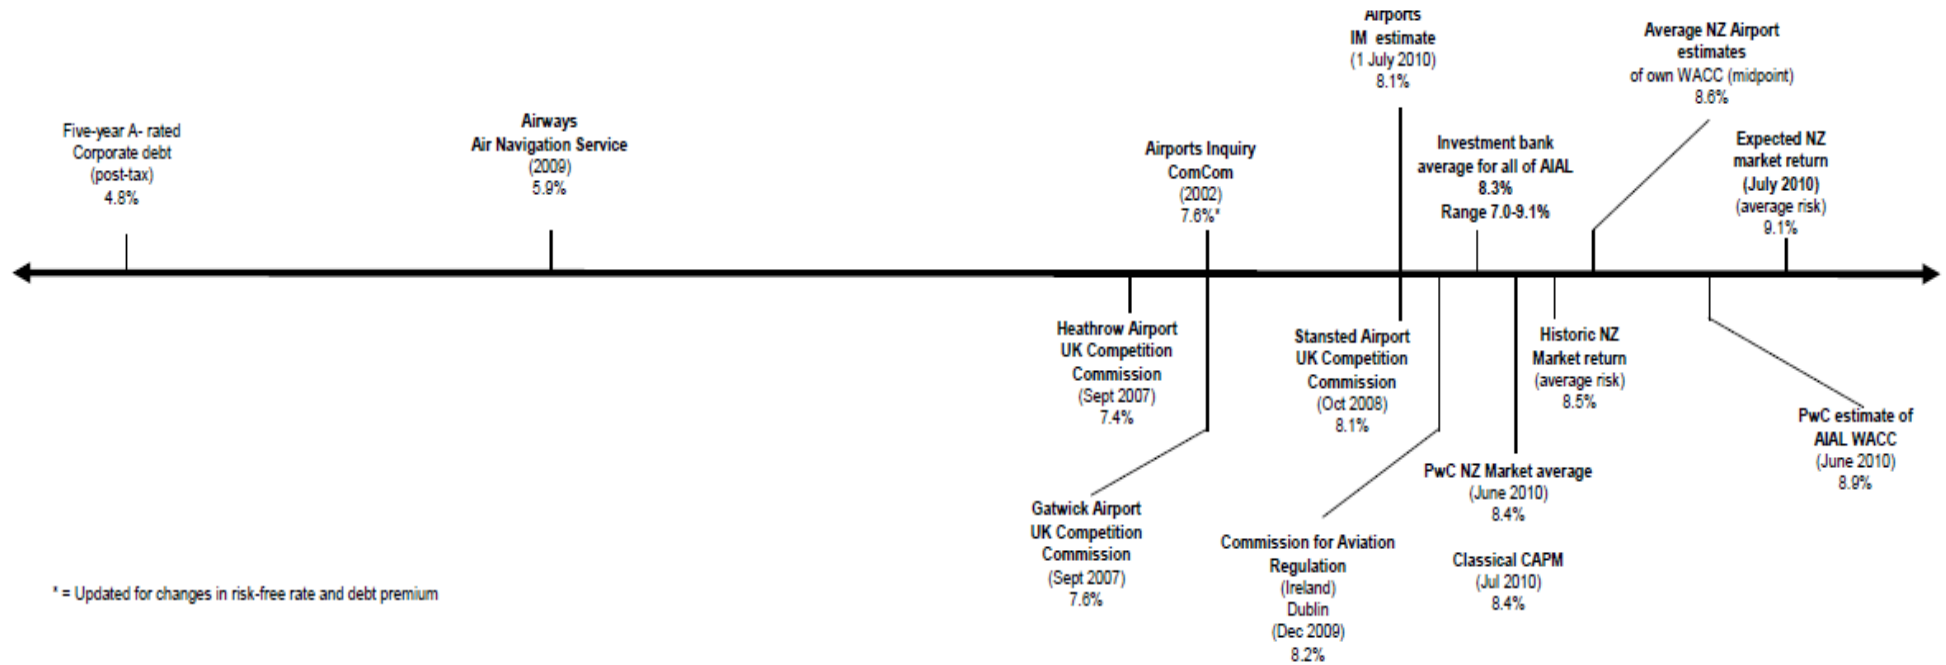 Five-year A- rated
Corporate debt
(post-tax)
4.8%
Airways
Air Navigation Service
(2009)
5.9%
Airports Inquiry
ComCom
(2002)
7.6%*
Airports
IM estimate
(1 July 2010)
8.1%
Investment bank
average for all of AIAL
8.3%
Range 7.0-9.1%
Average NZ Airport
estimates
of own WACC (midpoint)
8.6%
Expected NZ
market return
(July 2010)
(average risk)
9.1%
Heathrow Airport
UK Competition
Commission
(Sept 2007)
7.4%
Gatwick Airport
UK Competition
Commission
(Sept 2007)
7.6%
Stansted Airport
UK Competition
Commission
(Oct 2008)
8.1%
Commission for Aviation
Regulation
(Ireland)
Dublin
(Dec 2009)
8.2%
PwC NZ Market average
(June 2010)
8.4%
Classical CAPM
(Jul 2010)
8.4%
Historic NZ
Market return
(average risk)
8.5%
PwC estimate of
AIAL WACC
(June 2010)
8.9%
* = Updated for changes in risk-free rate and debt premium